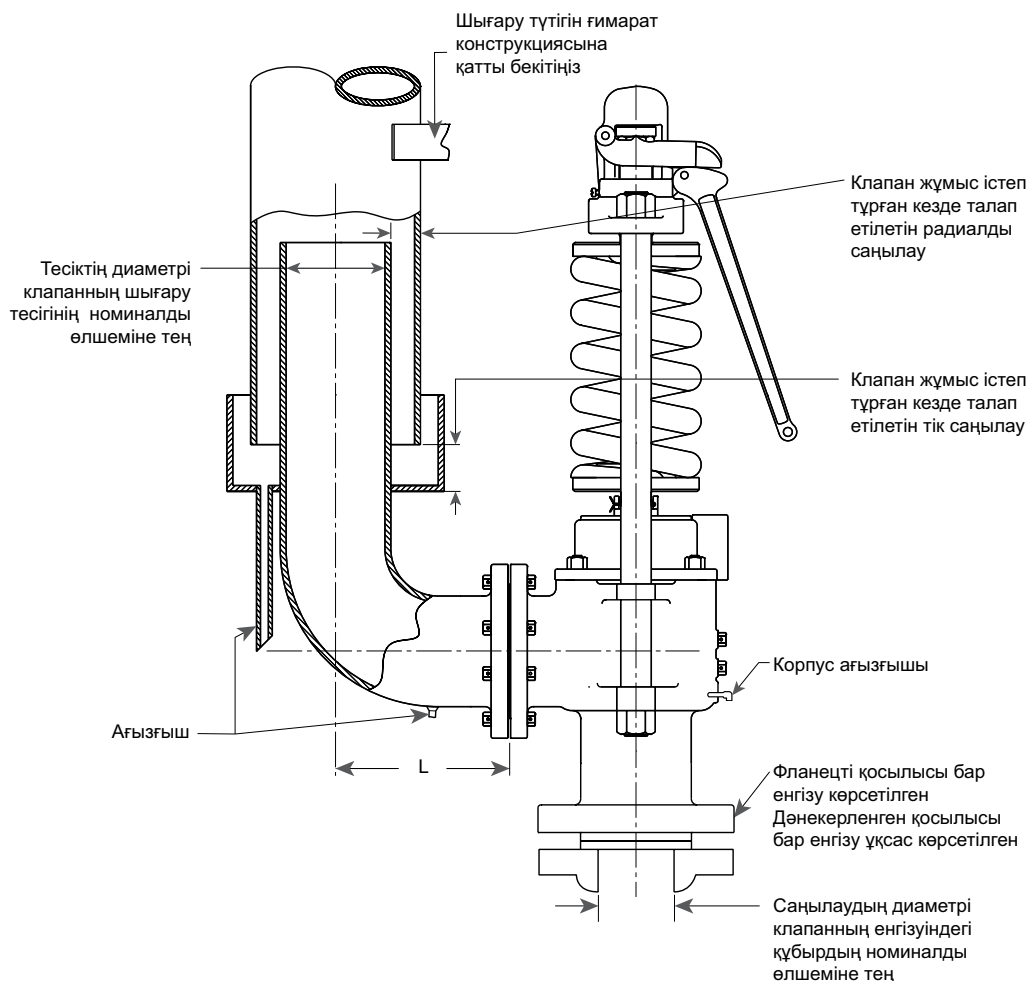 Шығару түтігін ғимарат
конструкциясына
қатты бекітіңіз
Клапан жұмыс істеп
тұрған кезде талап
етілетін радиалды
саңылау
Тесіктің диаметрі
клапанның шығару
тесігінің номиналды
өлшеміне тең
Клапан жұмыс істеп
тұрған кезде талап
етілетін тік саңылау
Корпус ағызғышы
Ағызғыш
L
Фланецті қосылысы бар
енгізу көрсетілген
Дәнекерленген қосылысы
бар енгізу ұқсас көрсетілген
Саңылаудың диаметрі
клапанның енгізуіндегі
құбырдың номиналды
өлшеміне тең